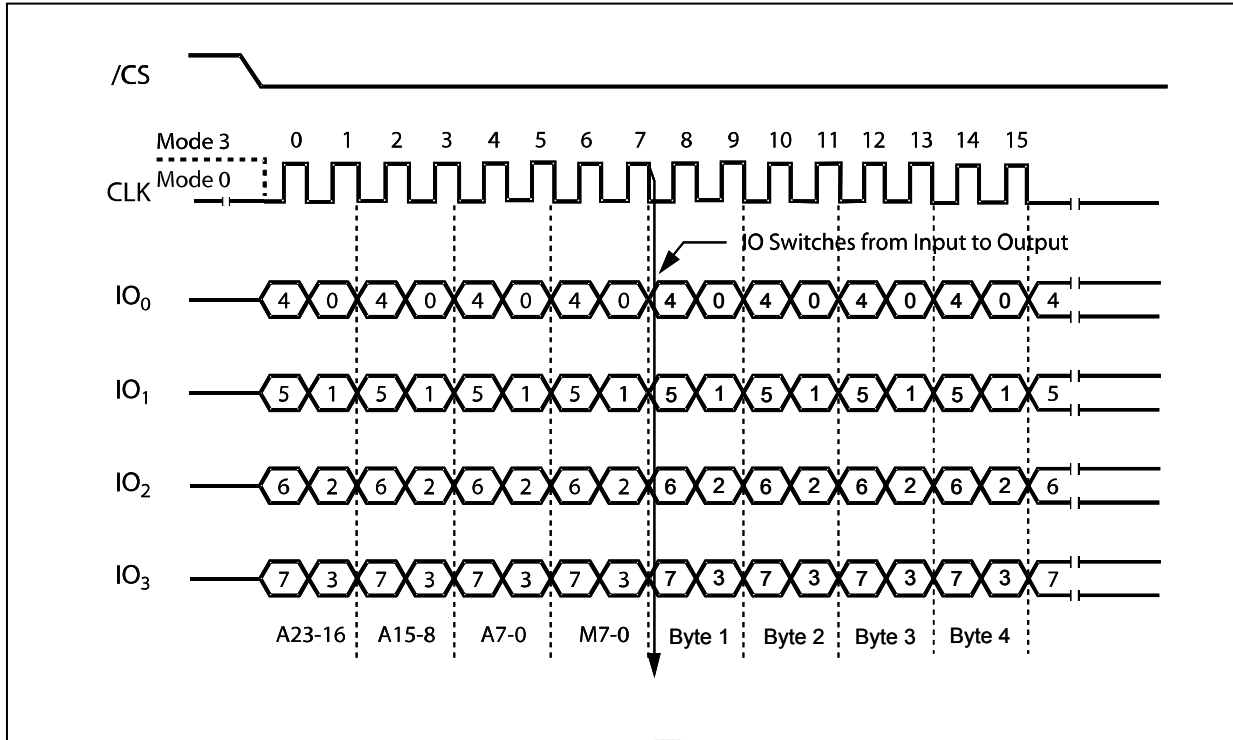 /CS
Mode 3
0 1 2 3 4 5 6 7 8 9 10 11 12 13 14 15
Mode 0
CLK
IO Switches from Input to Output
IO0 4 0 4 0 4 0 4 0 4 0 4 0 4 0 4 0 4
IO1 5 1 5 1 5 1 5 1 5 1 5 1 5 1 5 1 5
IO2 6 2 6 2 6 2 6 2 6 2 6 2 6 2 6 2 6
IO3 7 3 7 3 7 3 7 3 7 3 7 3 7 3 7 3 7
A23-16 A15-8 A7-0 M7-0 Byte 1 Byte 2 Byte 3 Byte 4